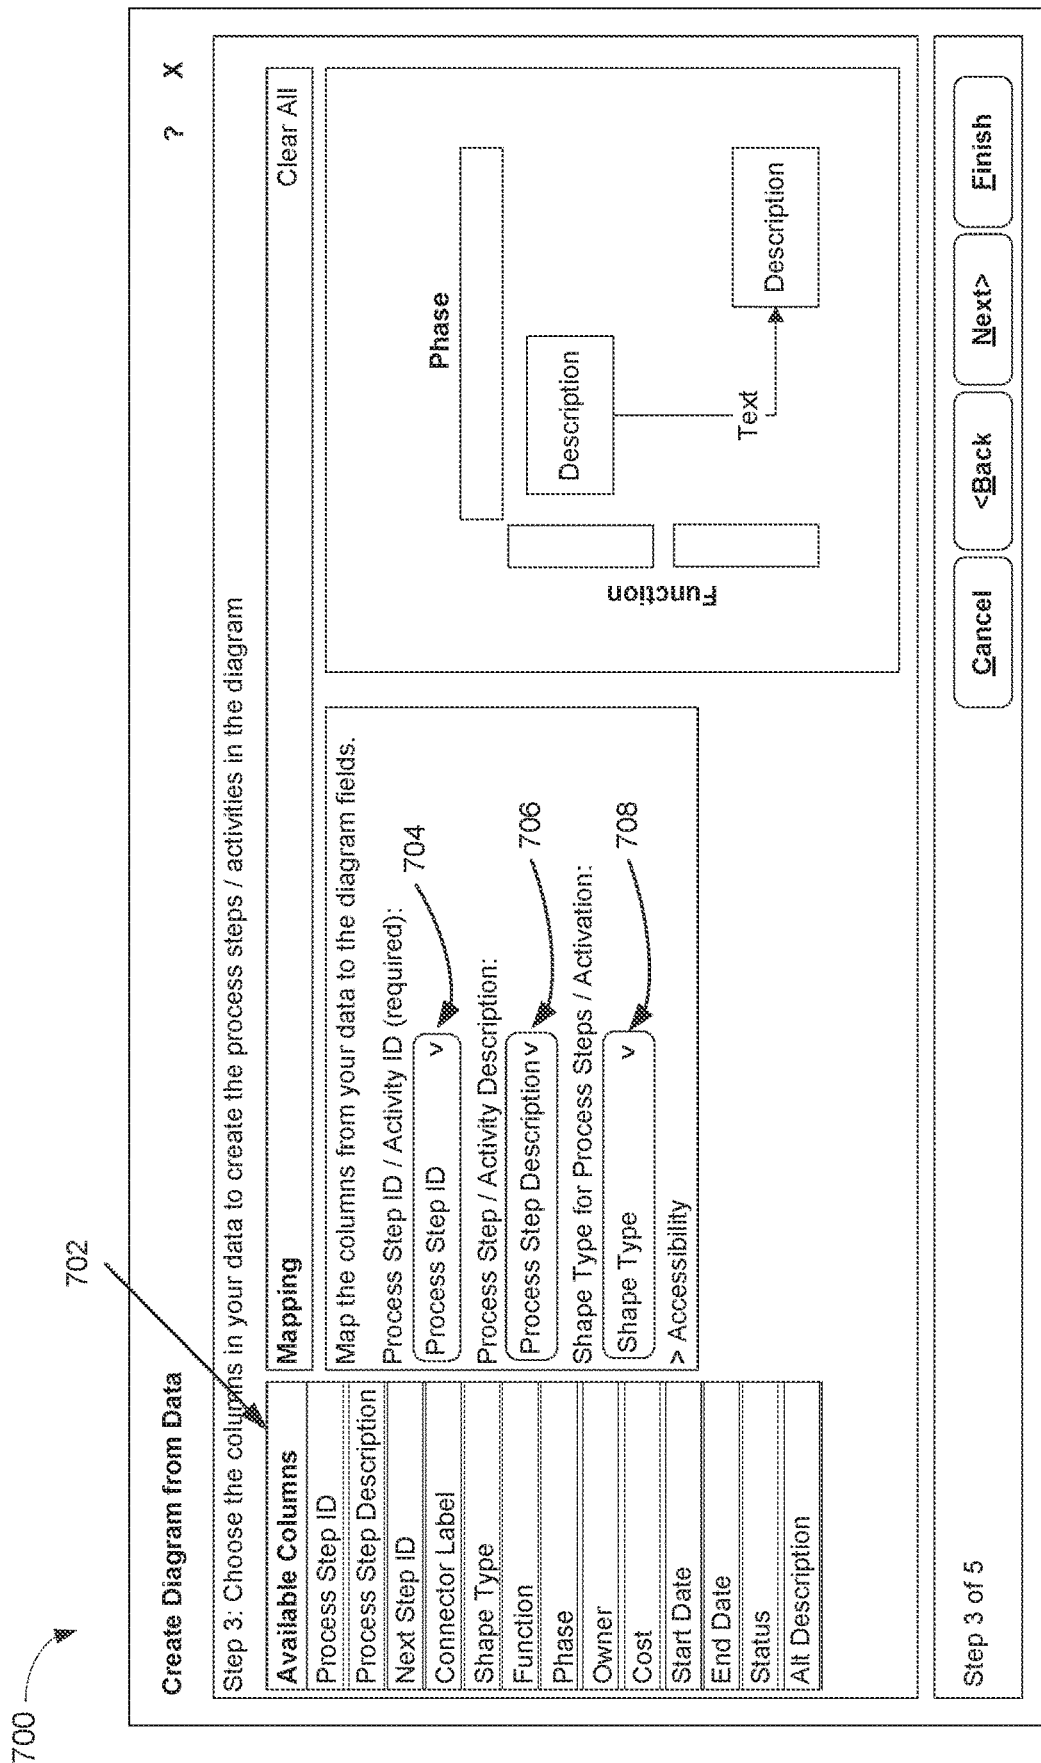 700
Create Diagram from Data
? X
Step 3: Choose the columns in your data to create the process steps / activities in the diagram
702
Available Columns
Process Step ID
Process Step Description
Next Step ID
Connector Label
Shape Type
Function
Phase
Owner
Cost
Start Date
End Date
Status
Alt Description
Mapping
Clear All
Map the columns from your data to the diagram fields.
Process Step ID / Activity ID (required):
Process Step ID v
704
Process Step / Activity Description:
Process Step Description v
706
Shape Type for Process Steps / Activation:
Shape Type v
708
> Accessibility
Phase
Function
Description
Text
Description
Step 3 of 5
Cancel
<Back
Next>
Finish